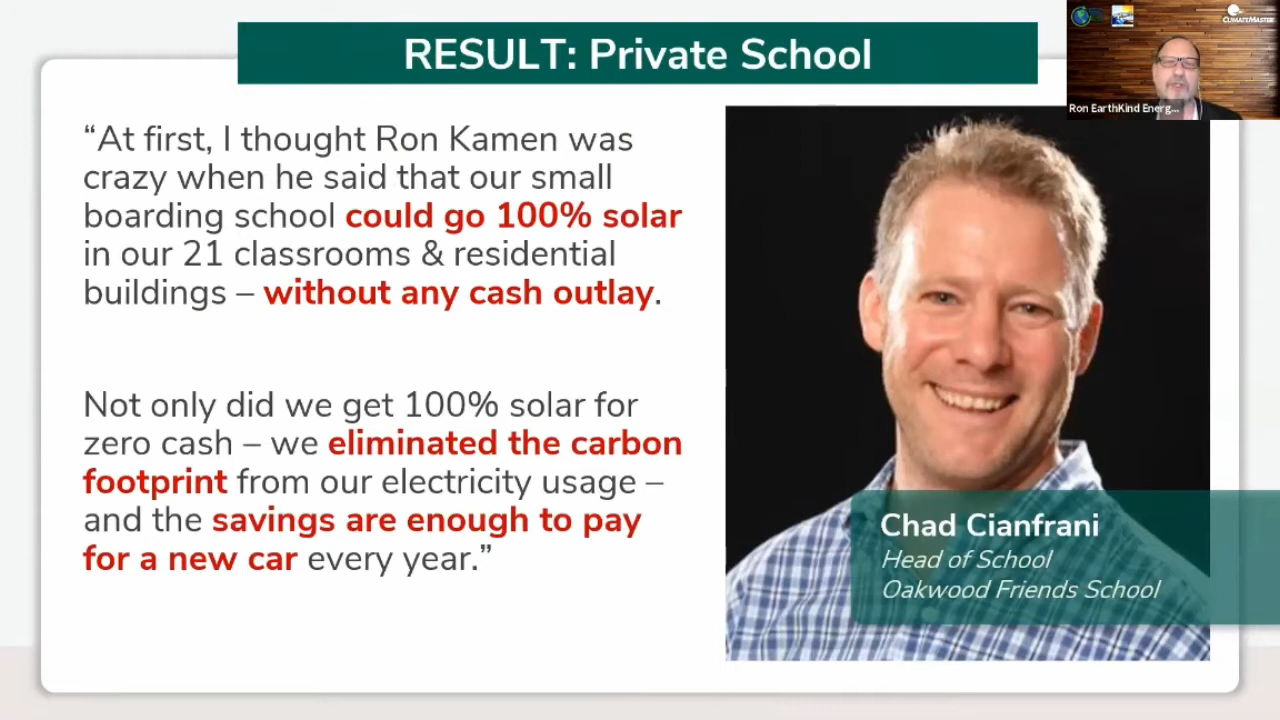 RESULT: Private School
“At first, I thought Ron Kamen was
crazy when he said that our small
boarding school could go 100% solar
in our 21 classrooms & residential
buildings – without any cash outlay.
Not only did we get 100% solar for
zero cash – we eliminated the carbon
footprint from our electricity usage –
and the savings are enough to pay
for a new car every year.”
Chad Cianfrani
Head of School
Oakwood Friends School
CLIMATEMASTER
Ron EarthKind Energ...